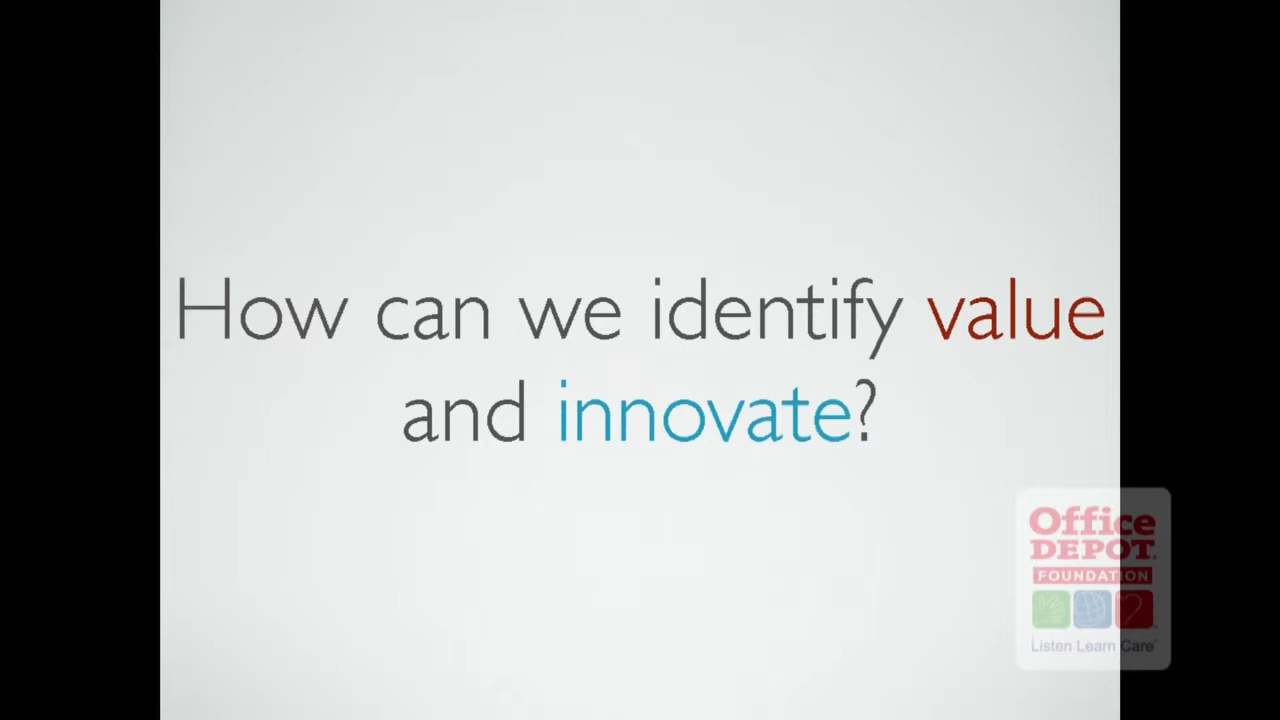 How can we identify value
and innovate?
Office
DEPOT
FOUNDATION
Listen Learn Care